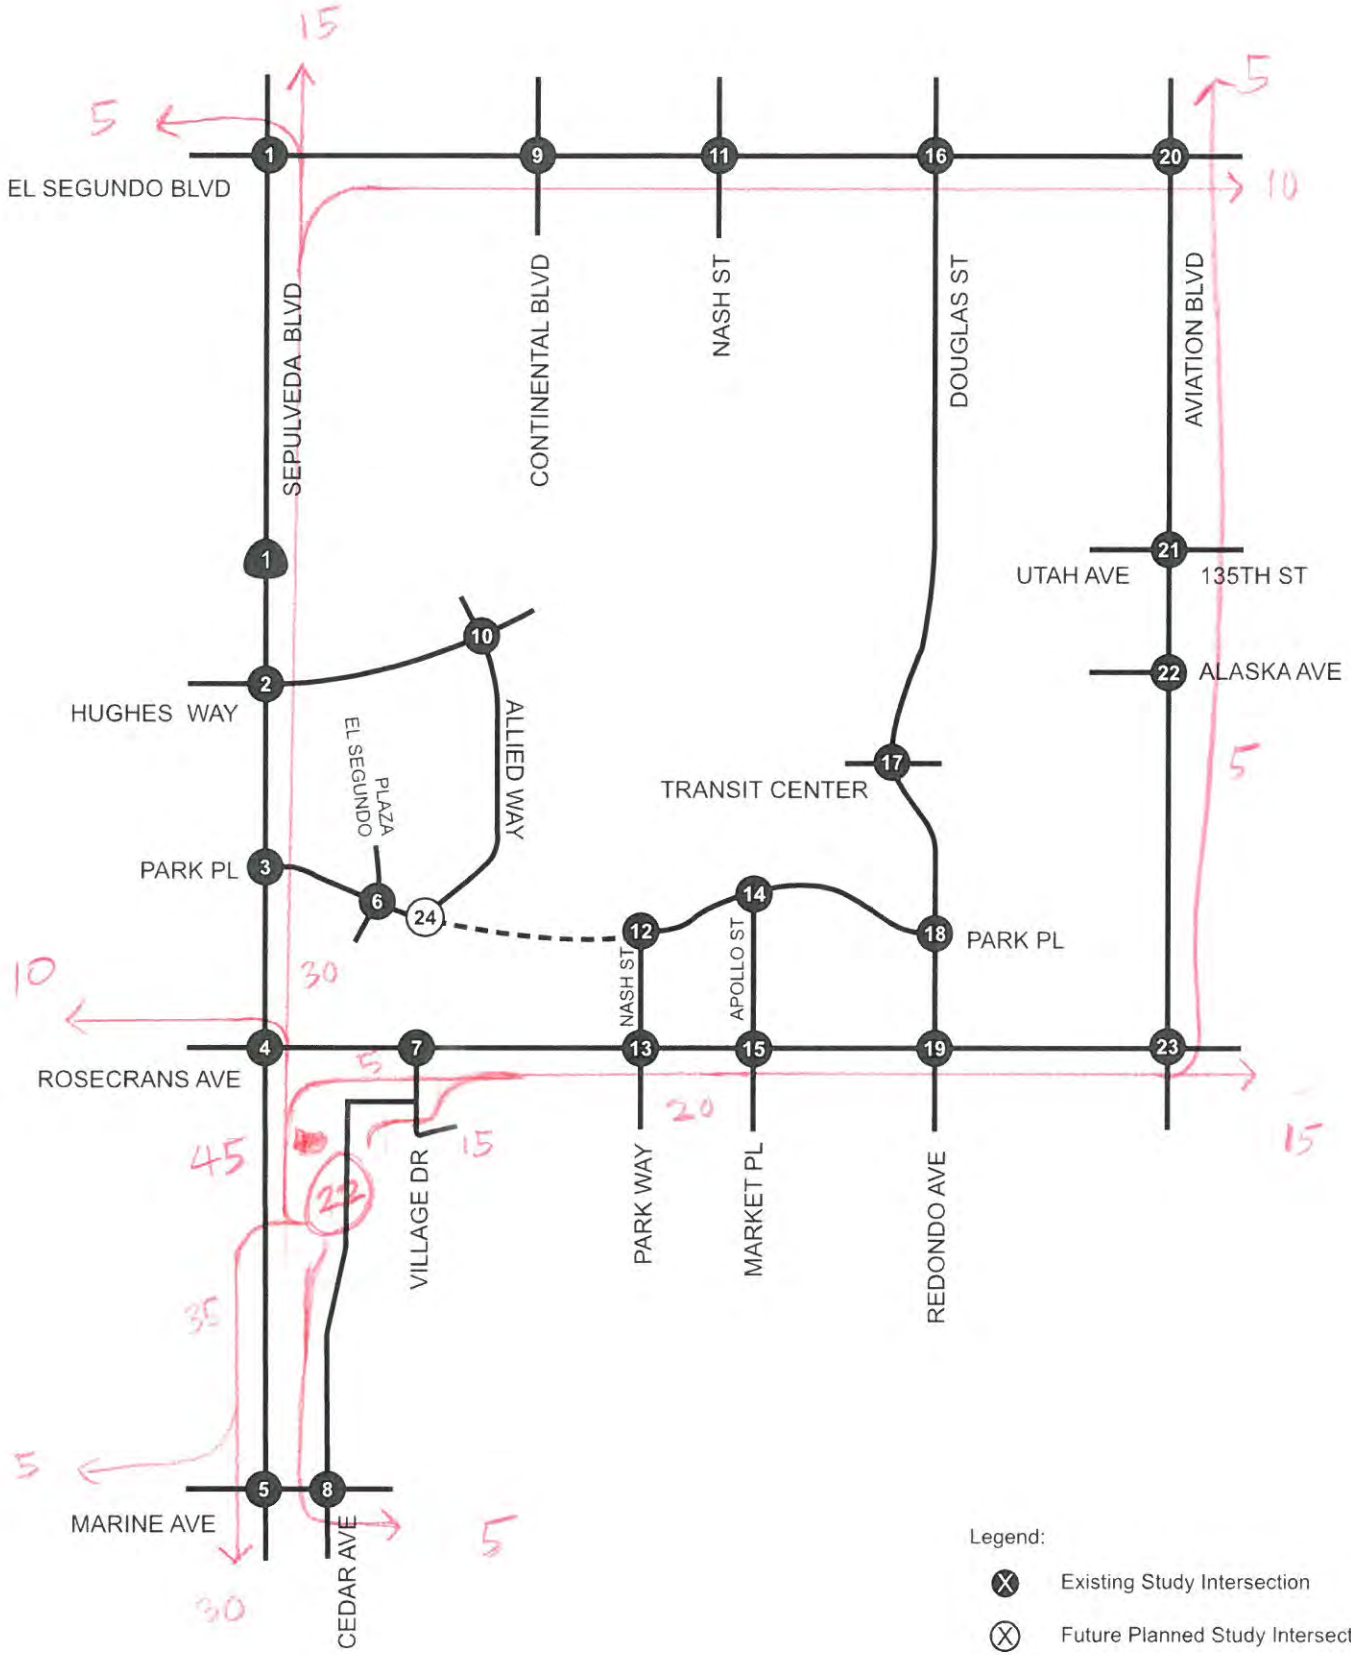 15
5
5
1
9
11
16
20
EL SEGUNDO BLVD
10
SEPULVEDA BLVD
CONTINENTAL BLVD
NASH ST
DOUGLAS ST
AVIATION BLVD
1
21
UTAH AVE
135TH ST
10
2
22
ALASKA AVE
HUGHES WAY
ALLIED WAY
PLAZA
EL SEGUNDO
17
TRANSIT CENTER
5
3
PARK PL
6
24
14
12
18
PARK PL
NASH ST
APOLLO ST
10
30
4
7
13
15
19
23
ROSECRANS AVE
5
20
15
15
45
22
VILLAGE DR
PARK WAY
MARKET PL
REDONDO AVE
35
5
5
8
MARINE AVE
5
30
CEDAR AVE
Legend:
X Existing Study Intersection
X Future Planned Study Intersect